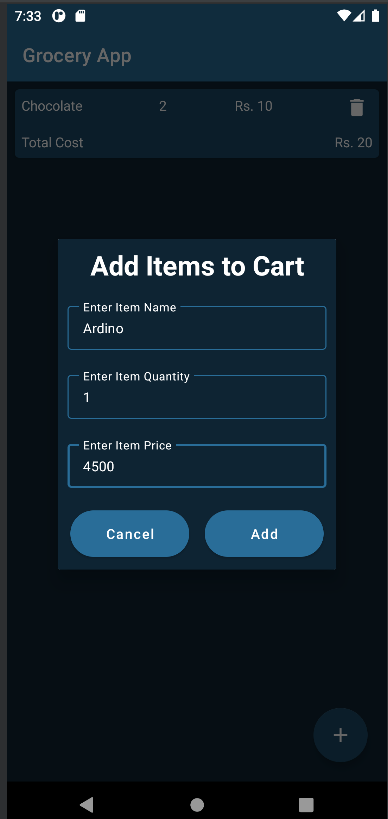 7:33
Grocery App
Chocolate 2 Rs. 10
Total Cost Rs. 20
Add Items to Cart
Enter Item Name
Ardino
Enter Item Quantity
1
Enter Item Price
4500
Cancel Add
+